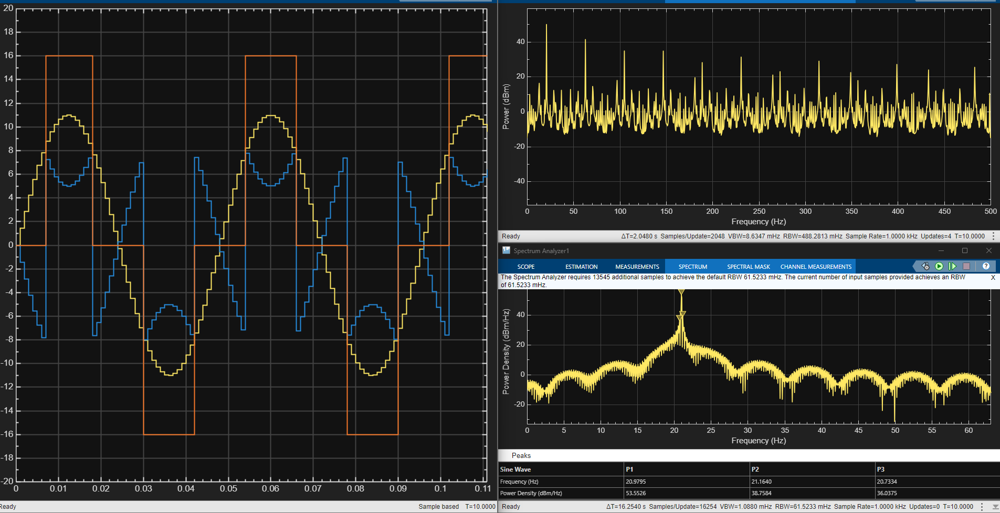 20
18
16
14
12
10
8
6
4
2
0
-2
-4
-6
-8
-10
-12
-14
-16
-18
-20
0 0.01 0.02 0.03 0.04 0.05 0.06 0.07 0.08 0.09 0.1 0.11
Ready Sample based T=10.0000
Power (dBm)
40
20
0
-20
-40
0 50 100 150 200 250 300 350 400 450 500
Frequency (Hz)
Ready ΔT=2.0480 s Samples/Update=2048 VBW=8.6347 mHz RBW=488.2813 mHz Sample Rate=1.0000 kHz Updates=4 T=10.0000
Spectrum Analyzer1
SCOPE ESTIMATION MEASUREMENTS SPECTRUM SPECTRAL MASK CHANNEL MEASUREMENTS
The Spectrum Analyzer requires 13545 additional samples to achieve the default RBW 61.5233 mHz. The current number of input samples provided achieves an RBW X
of 61.5233 mHz.
Power Density (dBm/Hz)
40
20
0
-20
0 5 10 15 20 25 30 35 40 45 50 55 60
Frequency (Hz)
Peaks
Sine Wave P1 P2 P3
Frequency (Hz) 20.9795 21.1640 20.7334
Power Density (dBm/Hz) 53.5526 38.7584 36.0375
Ready ΔT=16.2540 s Samples/Update=16254 VBW=1.0880 mHz RBW=61.5233 mHz Sample Rate=1.0000 kHz Updates=0 T=10.0000